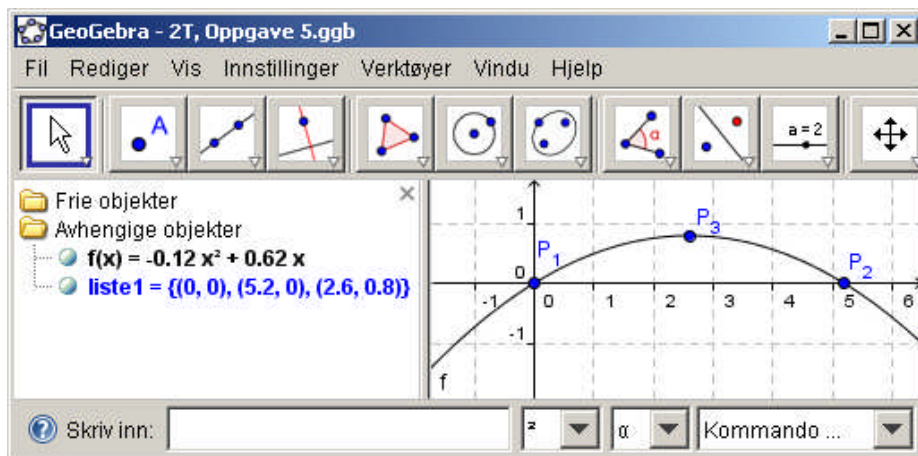 GeoGebra - 2T, Oppgave 5.ggb
Fil Rediger Vis Innstillinger Verktøyer Vindu Hjelp
A
α
a = 2
Frie objekter
Avhengige objekter
f(x) = -0.12 x² + 0.62 x
liste1 = {(0, 0), (5.2, 0), (2.6, 0.8)}
1
0
-1
-1 0 1 2 3 4 5 6
P₁
P₃
P₂
f
Skriv inn:
²
α
Kommando ...